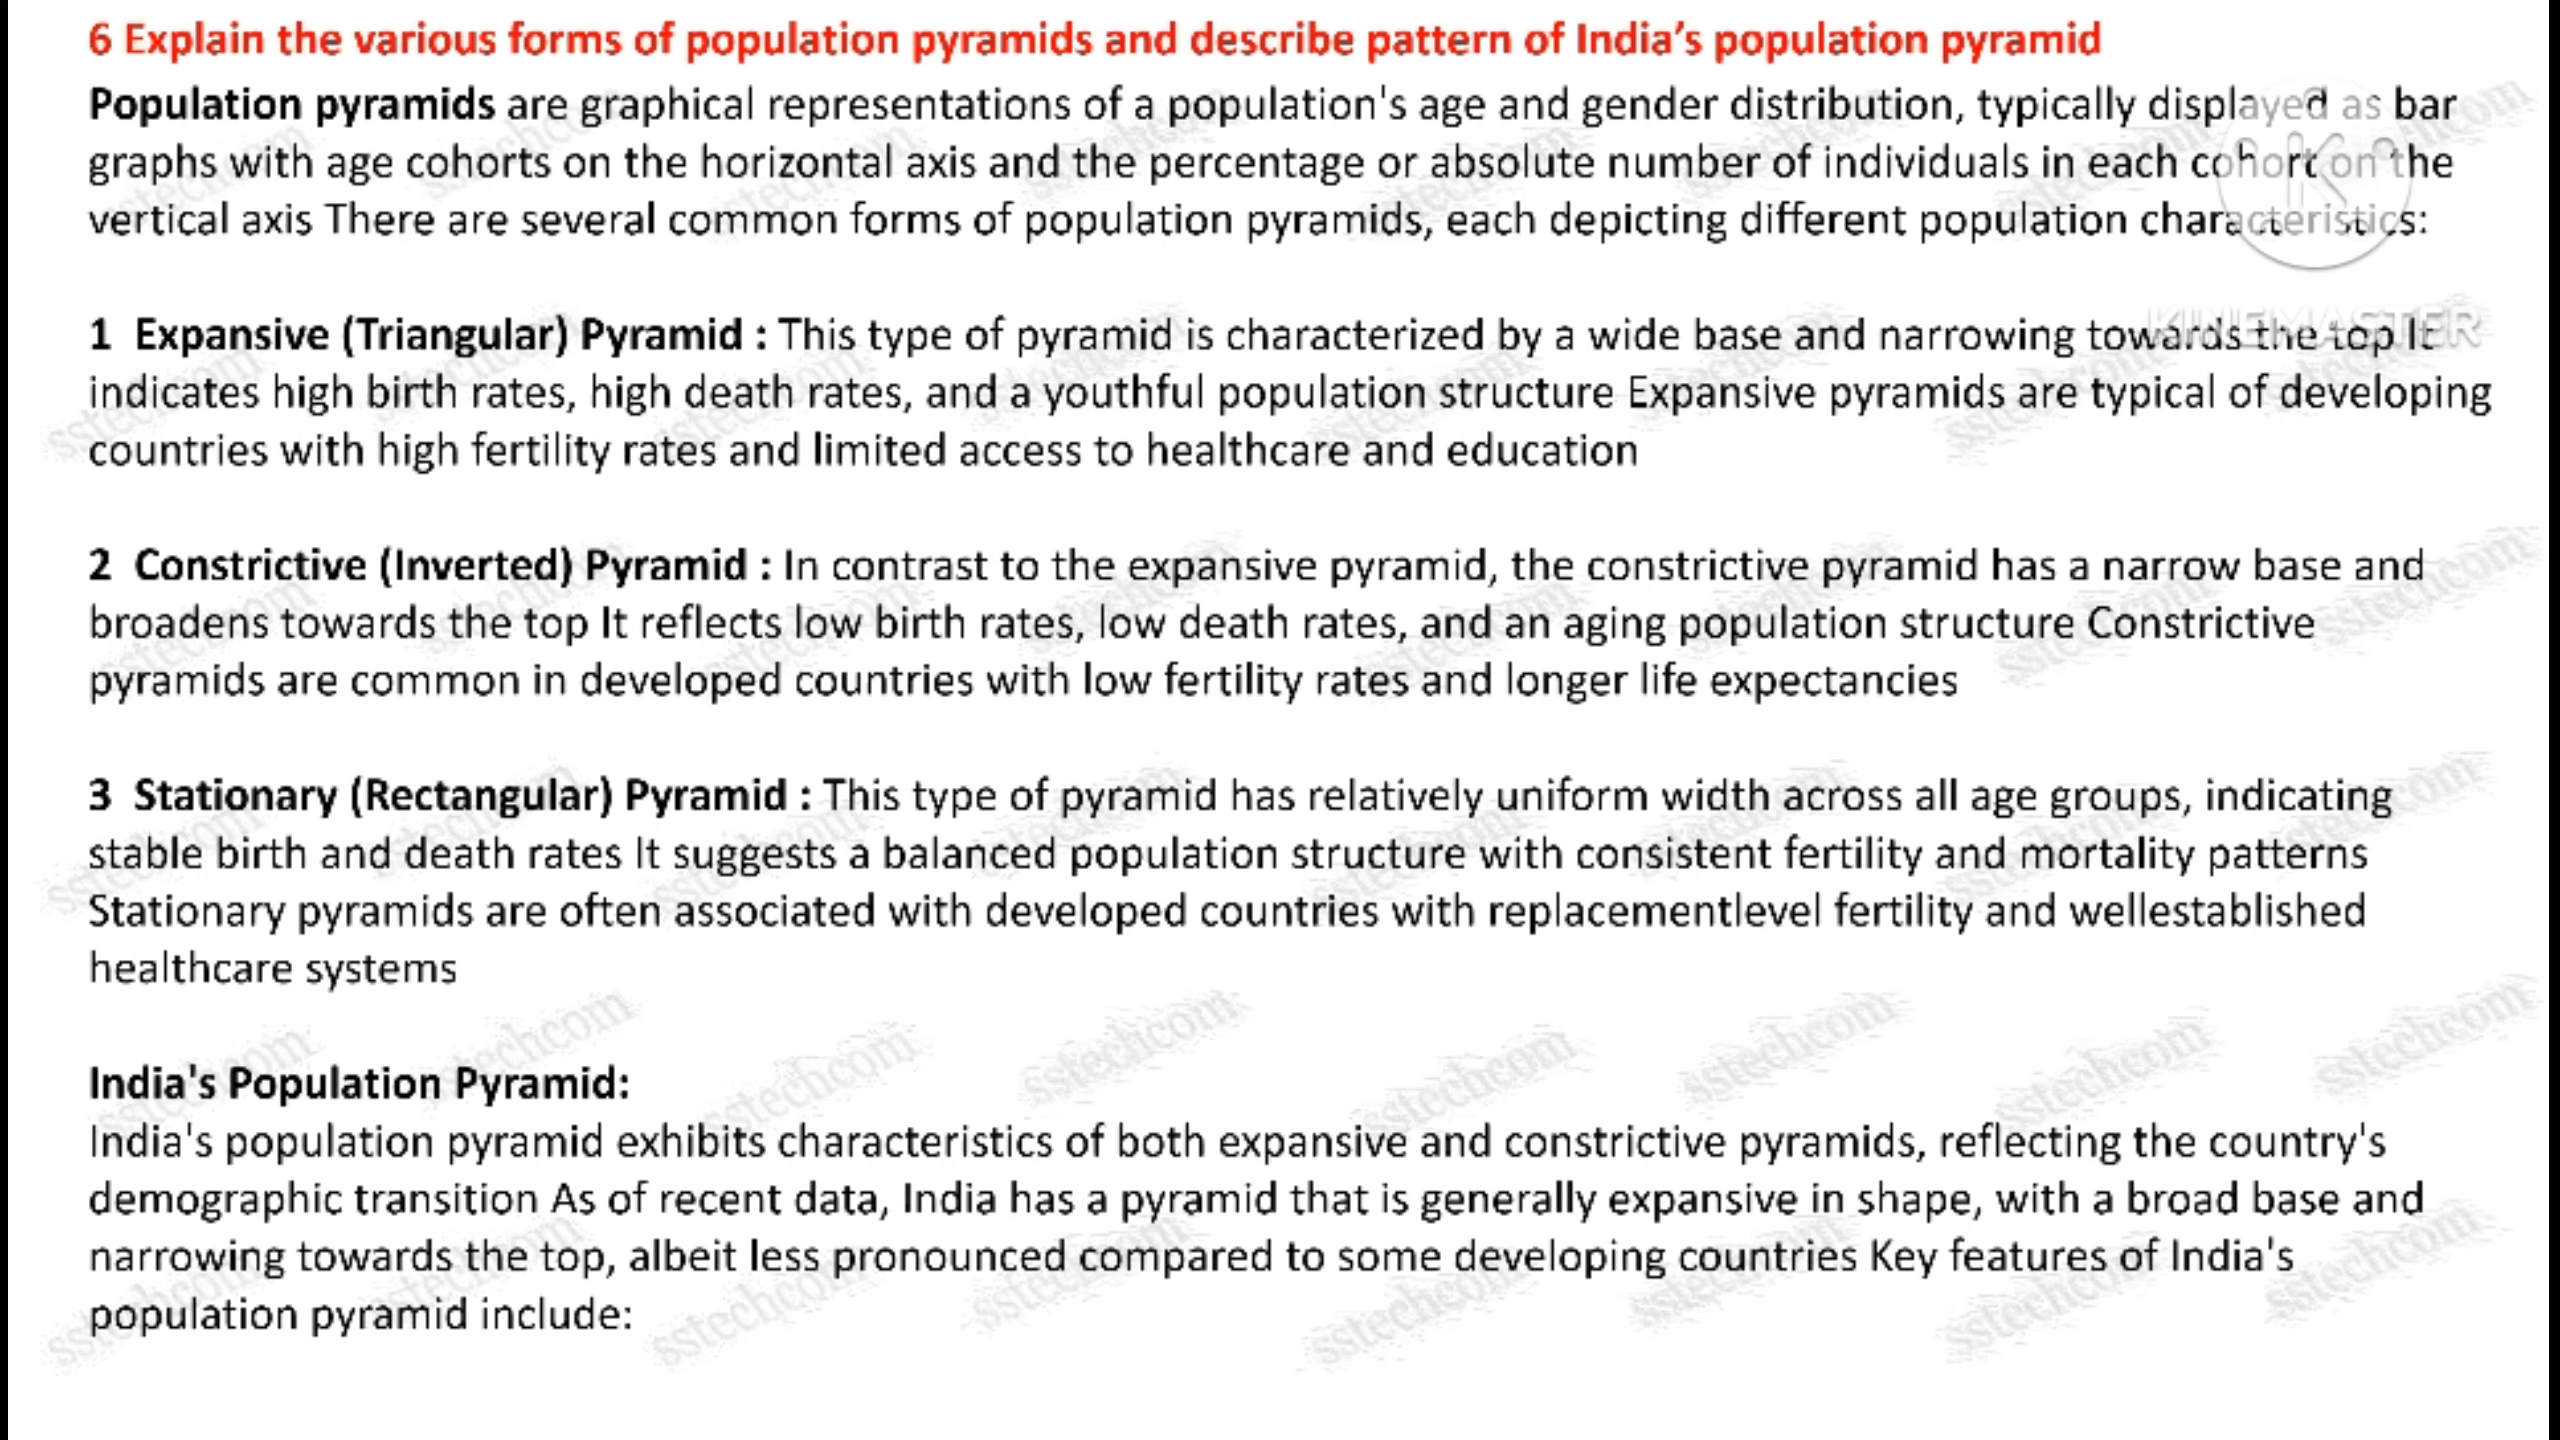 6 Explain the various forms of population pyramids and describe pattern of India's population pyramid
Population pyramids are graphical representations of a population's age and gender distribution, typically displayed as bar
graphs with age cohorts on the horizontal axis and the percentage or absolute number of individuals in each cohort on the
vertical axis There are several common forms of population pyramids, each depicting different population characteristics:
KINEMASTER
1 Expansive (Triangular) Pyramid : This type of pyramid is characterized by a wide base and narrowing towards the top It
indicates high birth rates, high death rates, and a youthful population structure Expansive pyramids are typical of developing
countries with high fertility rates and limited access to healthcare and education
2 Constrictive (Inverted) Pyramid : In contrast to the expansive pyramid, the constrictive pyramid has a narrow base and
broadens towards the top It reflects low birth rates, low death rates, and an aging population structure Constrictive
pyramids are common in developed countries with low fertility rates and longer life expectancies
3 Stationary (Rectangular) Pyramid : This type of pyramid has relatively uniform width across all age groups, indicating
stable birth and death rates It suggests a balanced population structure with consistent fertility and mortality patterns
Stationary pyramids are often associated with developed countries with replacementlevel fertility and wellestablished
healthcare systems
India's Population Pyramid:
India's population pyramid exhibits characteristics of both expansive and constrictive pyramids, reflecting the country's
demographic transition As of recent data, India has a pyramid that is generally expansive in shape, with a broad base and
narrowing towards the top, albeit less pronounced compared to some developing countries Key features of India's
population pyramid include:
sstechcom